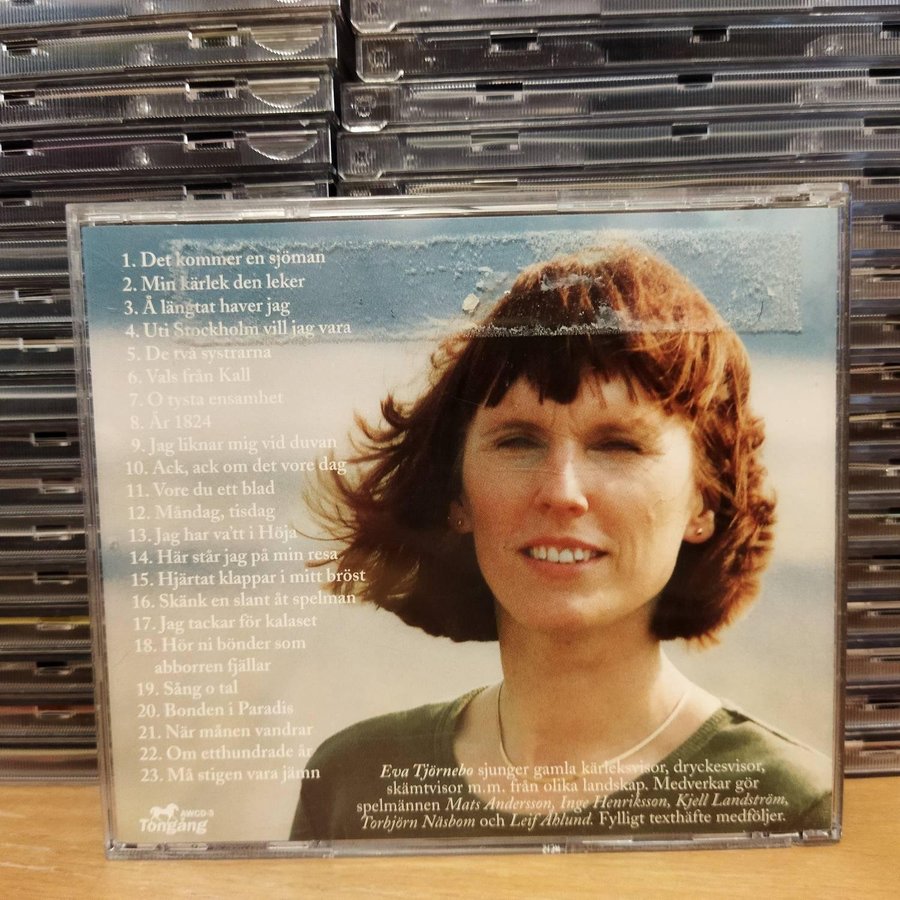 1. Det kommer en sjöman
2. Min kärlek den leker
3. Å längtat haver jag
4. Uti Stockholm vill jag vara
5. De två systrarna
6. Vals från Kall
7. O tysta ensamhet
8. År 1824
9. Jag liknar mig vid duvan
10. Ack, ack om det vore dag
11. Vore du ett blad
12. Måndag, tisdag
13. Jag har va'tt i Höja
14. Här står jag på min resa
15. Hjärtat klappar i mitt bröst
16. Skänk en slant åt spelman
17. Jag tackar för kalaset
18. Hör ni bönder som
abborren fjällar
19. Sång o tal
20. Bonden i Paradis
21. När månen vandrar
22. Om etthundrade år
23. Må stigen vara jämn
Eva Tjörnebo sjunger gamla kärleksvisor, dryckesvisor,
skämtvisor m.m. från olika landskap. Medverkar gör
spelmännen Mats Andersson, Inge Henriksson, Kjell Landström,
Torbjörn Näsbom och Leif Åhlund. Fylligt texthäfte medföljer.
AWCD-8
Tongång